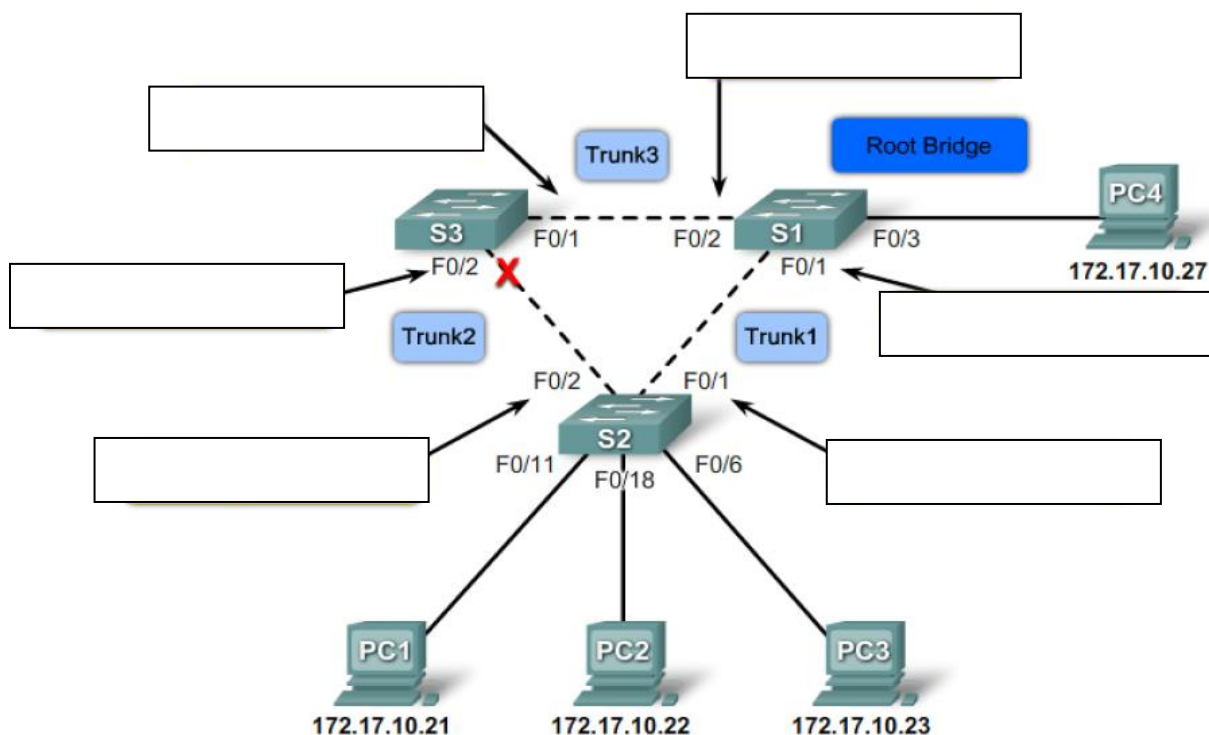 Trunk3
Root Bridge
PC4
S3
F0/1
F0/2
S1
F0/3
F0/2
F0/1
172.17.10.27
Trunk2
Trunk1
F0/2
F0/1
S2
F0/11
F0/18
F0/6
PC1
PC2
PC3
172.17.10.21
172.17.10.22
172.17.10.23